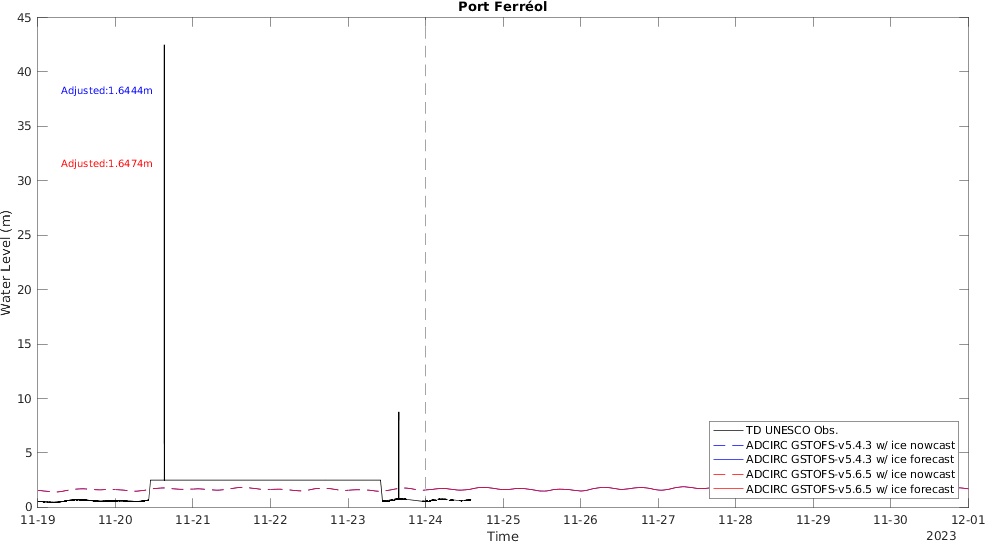 Port Ferréol
45
40
35
30
25
20
15
10
5
0
Water Level (m)
Adjusted:1.6444m
Adjusted:1.6474m
TD UNESCO Obs.
ADCIRC GSTOFS-v5.4.3 w/ ice nowcast
ADCIRC GSTOFS-v5.4.3 w/ ice forecast
ADCIRC GSTOFS-v5.6.5 w/ ice nowcast
ADCIRC GSTOFS-v5.6.5 w/ ice forecast
11-19 11-20 11-21 11-22 11-23 11-24 11-25 11-26 11-27 11-28 11-29 11-30 12-01
Time
2023